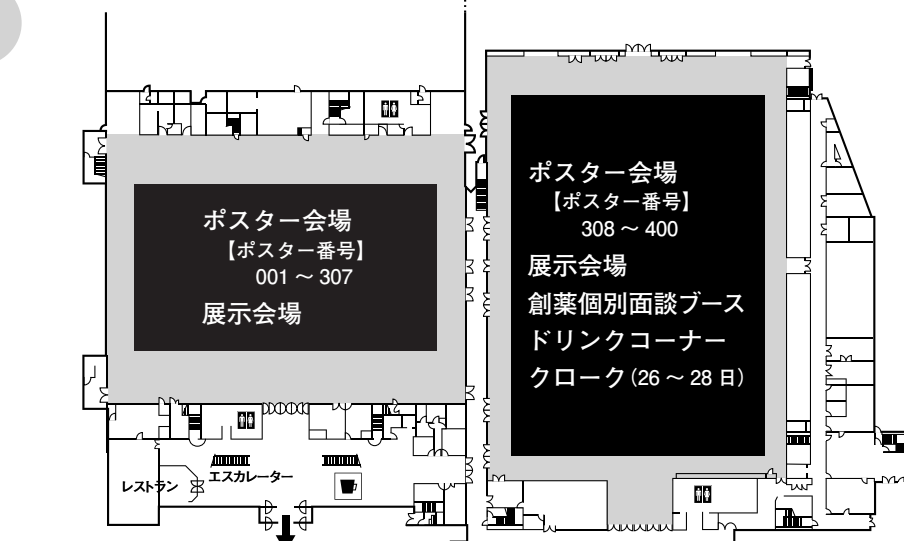 ポスター会場
【ポスター番号】
001 ～ 307
展示会場
ポスター会場
【ポスター番号】
308 ～ 400
展示会場
創薬個別面談ブース
ドリンクコーナー
クローク（26 ～ 28 日）
エスカレーター
レストラン